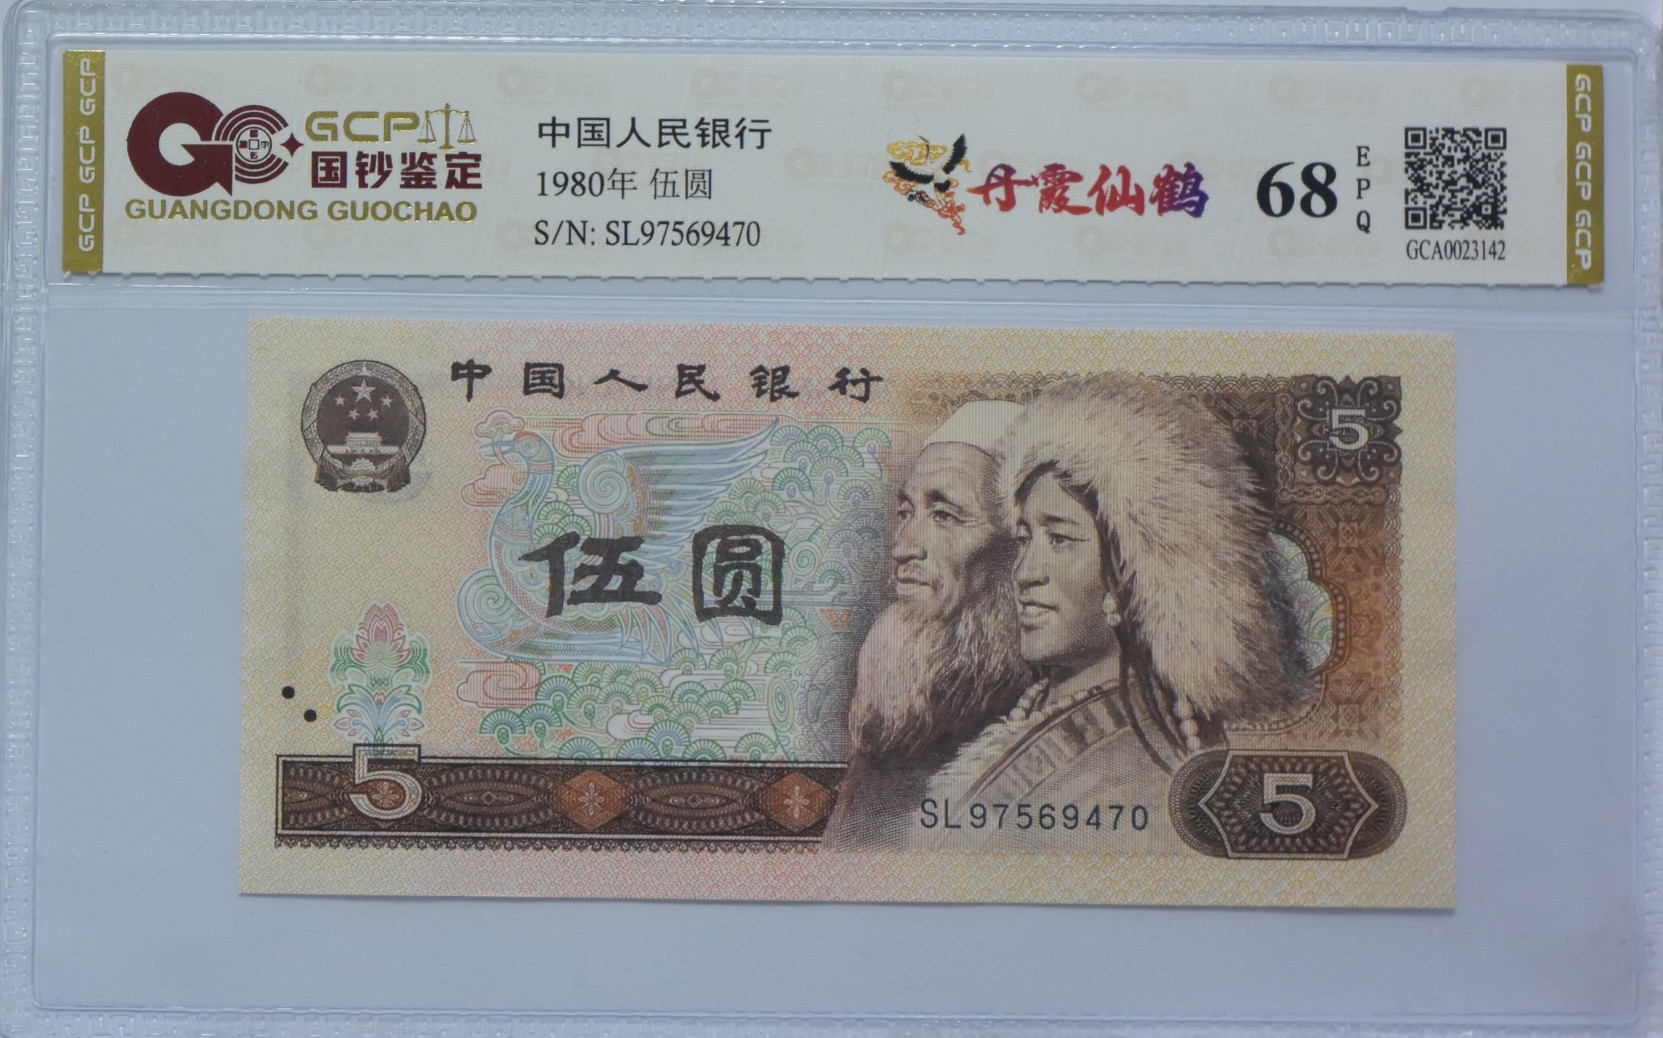 GCP GCP GCP
GCP
国钞鉴定
GUANGDONG GUOCHAO
中国人民银行
1980年 伍圆
S/N: SL97569470
丹霞仙鹤
68
EPQ
GCA0023142
GCP GCP GCP
中国人民银行
5
伍圆
5
SL97569470
5